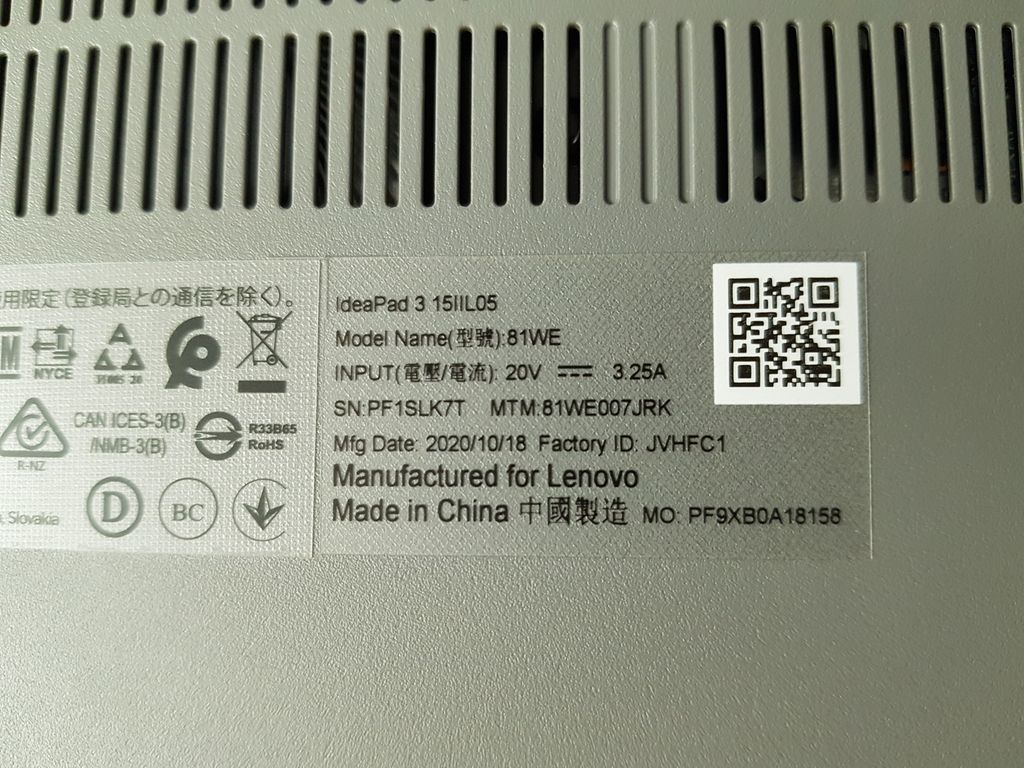 用限定(登録局との通信を除く)。
M
NYCE
D
BC
CAN ICES-3(B)
/NMB-3(B)
R33B65
RoHS
R-NZ
Slovakia
IdeaPad 3 15IIL05
Model Name(型號):81WE
INPUT(電壓/電流): 20V ⎓ 3.25A
SN:PF1SLK7T MTM:81WE007JRK
Mfg Date: 2020/10/18 Factory ID: JVHFC1
Manufactured for Lenovo
Made in China 中國製造 MO: PF9XB0A18158